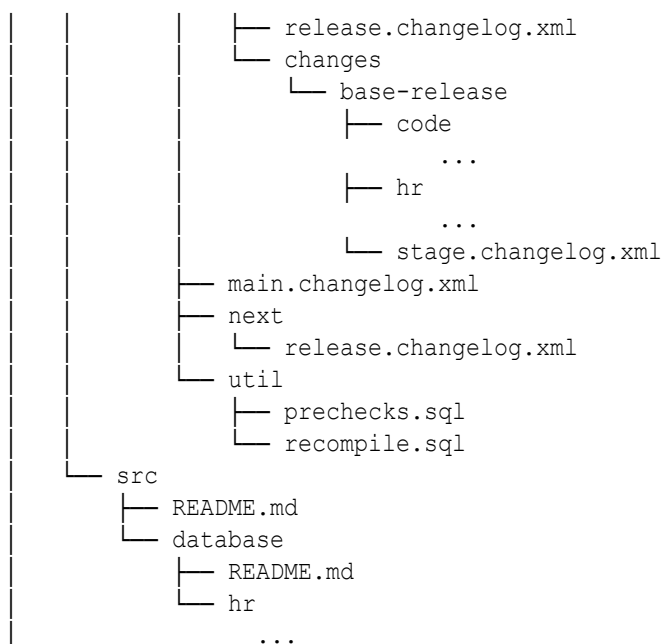 │   │       │   ├── release.changelog.xml
│   │       │   └── changes
│   │       │       └── base-release
│   │       │           ├── code
│   │       │                  ...
│   │       │           ├── hr
│   │       │                  ...
│   │       │           └── stage.changelog.xml
│   │       ├── main.changelog.xml
│   │       ├── next
│   │       │   └── release.changelog.xml
│   │       └── util
│   │           ├── prechecks.sql
│   │           └── recompile.sql
│   └── src
│       ├── README.md
│       └── database
│           ├── README.md
│           └── hr
│                 ...